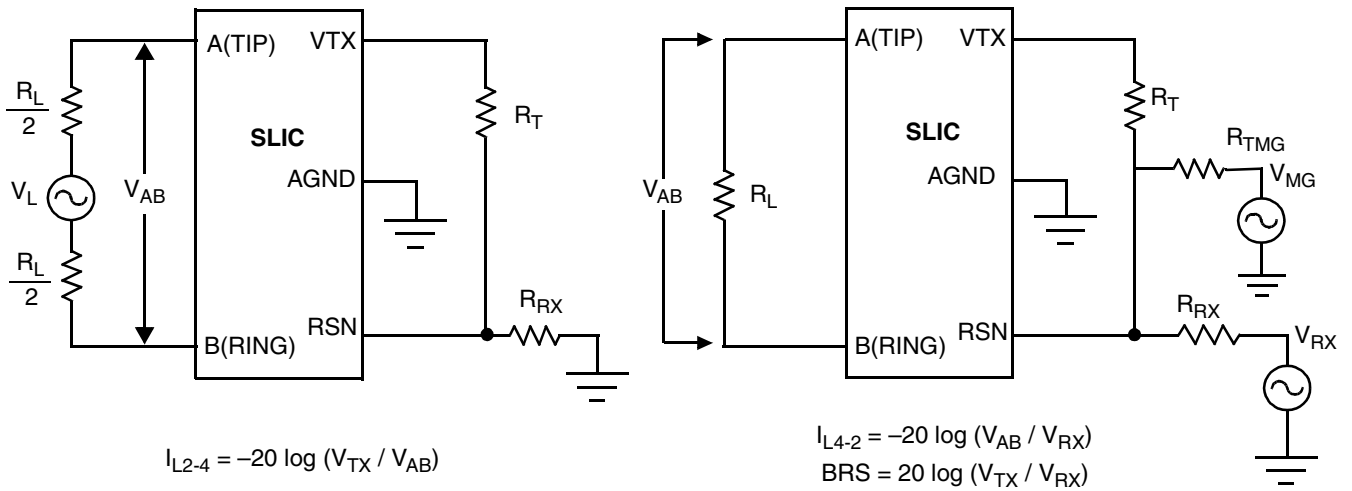 A(TIP)
VTX
R_L
2
SLIC
R_T
V_L
V_AB
AGND
R_L
2
RSN
R_RX
B(RING)
I_L2-4 = –20 log (V_TX / V_AB)
A(TIP)
VTX
R_T
SLIC
R_TMG
V_MG
V_AB
R_L
AGND
RSN
R_RX
V_RX
B(RING)
I_L4-2 = –20 log (V_AB / V_RX)
BRS = 20 log (V_TX / V_RX)